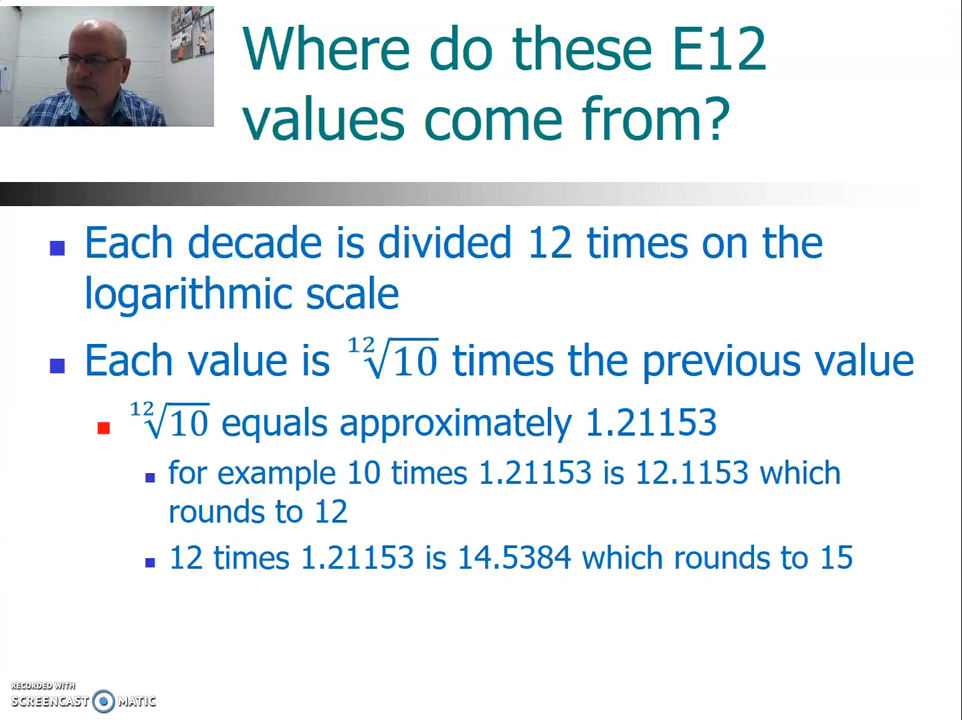 Where do these E12
values come from?
Each decade is divided 12 times on the
logarithmic scale
Each value is ¹²√10 times the previous value
¹²√10 equals approximately 1.21153
for example 10 times 1.21153 is 12.1153 which
rounds to 12
12 times 1.21153 is 14.5384 which rounds to 15
RECORDED WITH
SCREENCAST MATIC